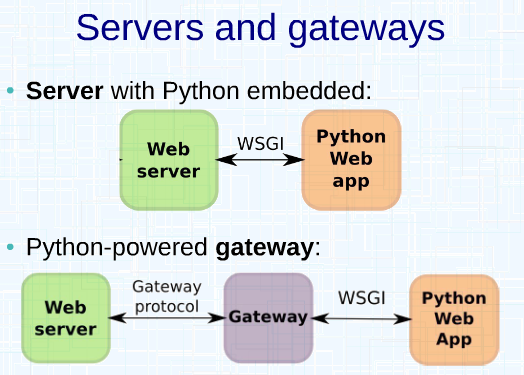 Servers and gateways
• Server with Python embedded:
Web
server
WSGI
Python
Web
app
• Python-powered gateway:
Web
server
Gateway
protocol
Gateway
WSGI
Python
Web
App